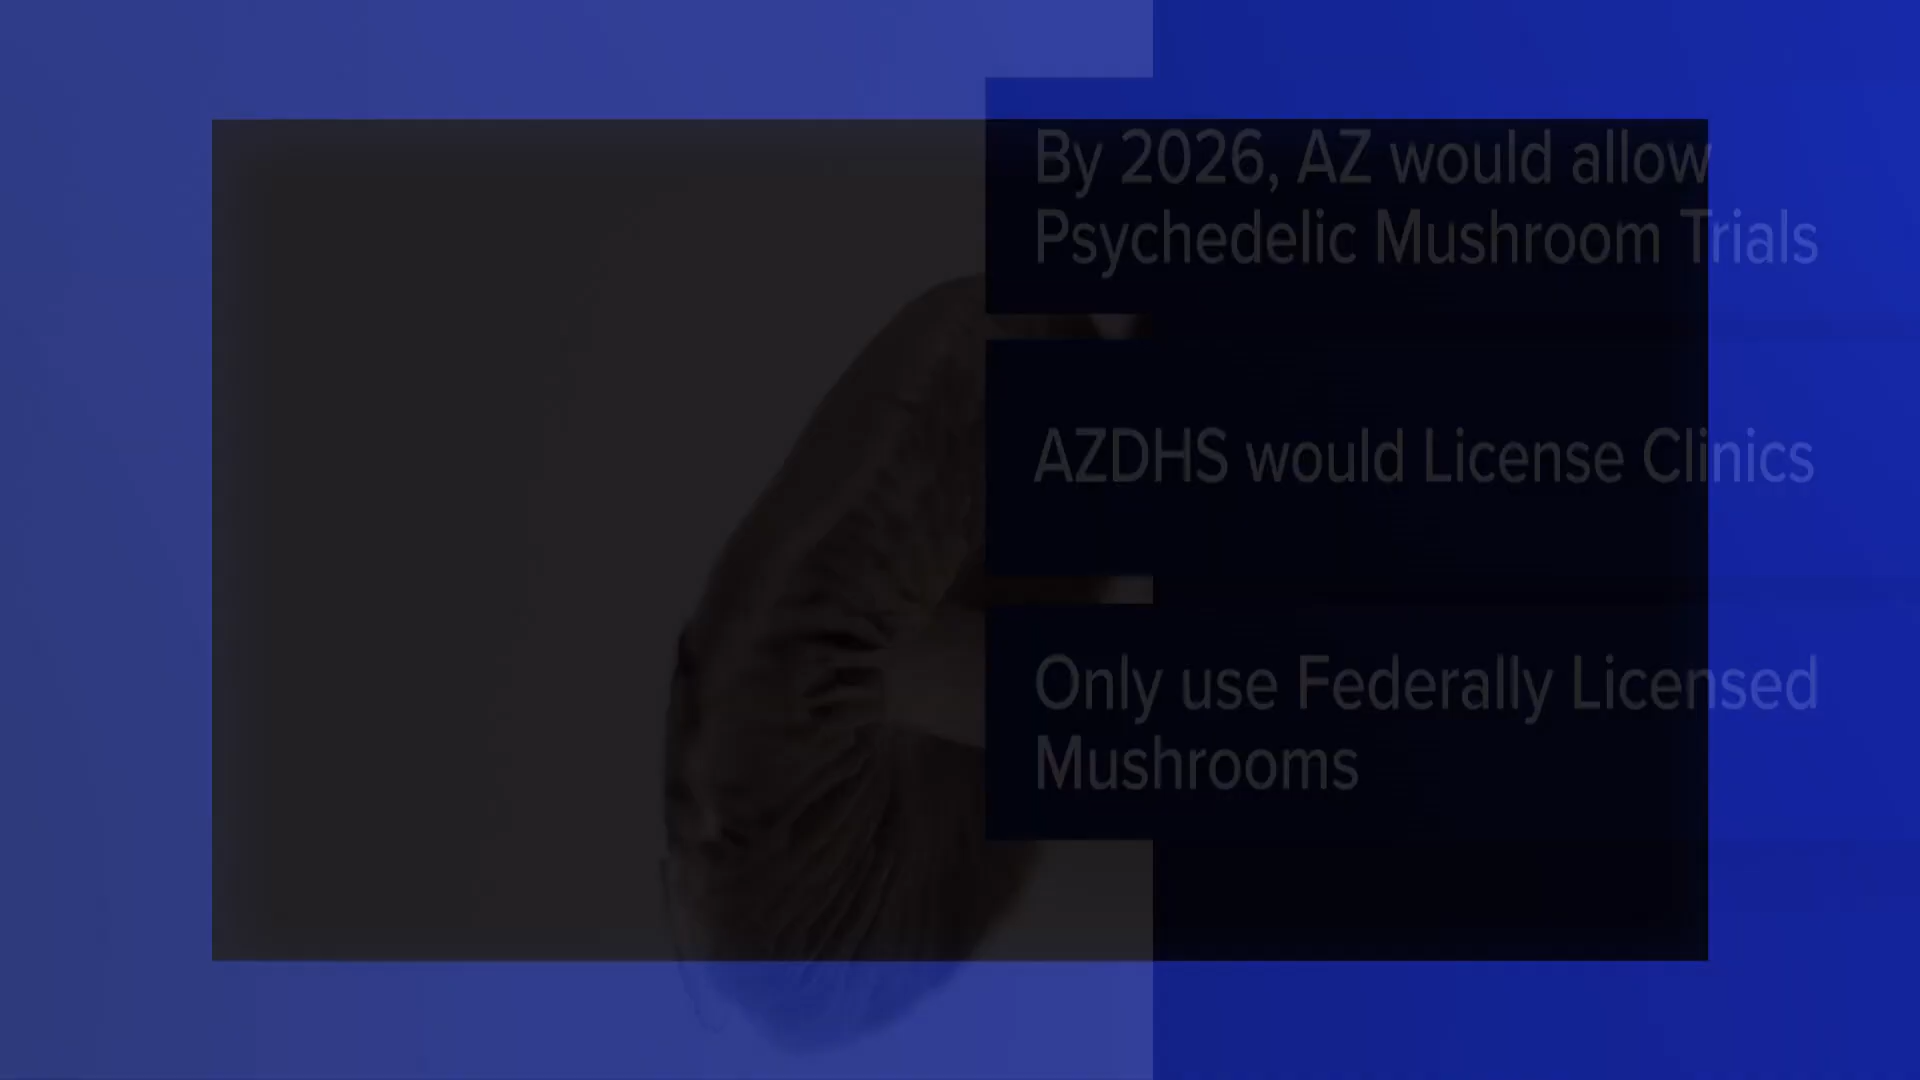 By 2026, AZ would allow
Psychedelic Mushroom Trials
AZDHS would License Clinics
Only use Federally Licensed
Mushrooms